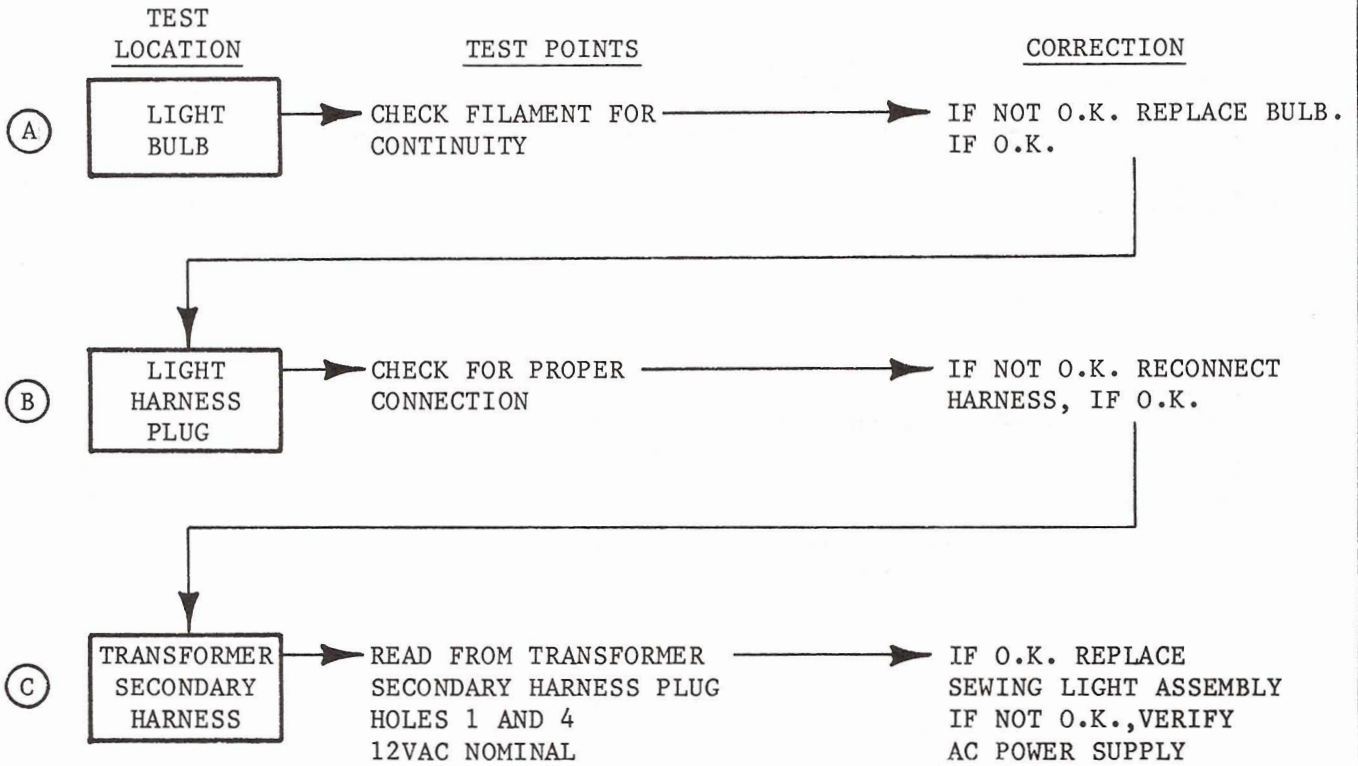 TEST
LOCATION
TEST POINTS
CORRECTION
A
LIGHT
BULB
CHECK FILAMENT FOR
CONTINUITY
IF NOT O.K. REPLACE BULB.
IF O.K.
B
LIGHT
HARNESS
PLUG
CHECK FOR PROPER
CONNECTION
IF NOT O.K. RECONNECT
HARNESS, IF O.K.
C
TRANSFORMER
SECONDARY
HARNESS
READ FROM TRANSFORMER
SECONDARY HARNESS PLUG
HOLES 1 AND 4
12VAC NOMINAL
IF O.K. REPLACE
SEWING LIGHT ASSEMBLY
IF NOT O.K.,VERIFY
AC POWER SUPPLY